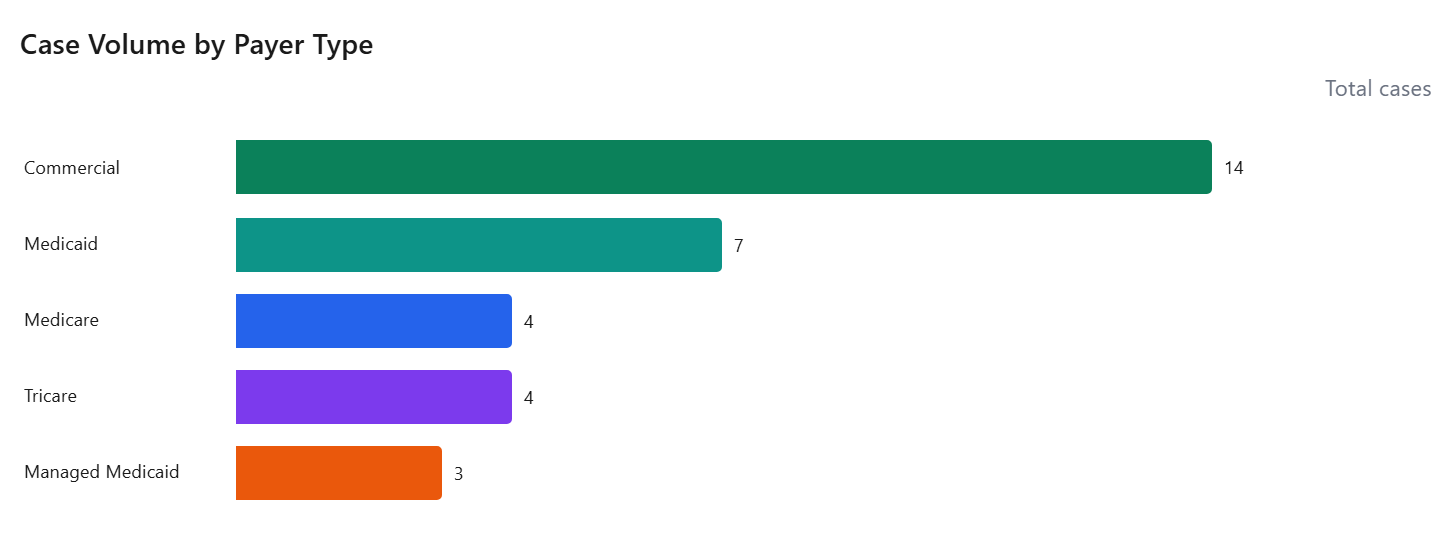 Case Volume by Payer Type
Total cases
Commercial 14
Medicaid 7
Medicare 4
Tricare 4
Managed Medicaid 3